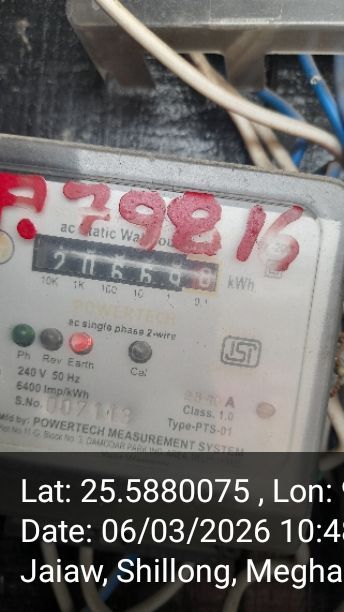 P. 79816
ac Static Wa
kWh
10K 1K 100 10 1 0.1
POWERTECH
ac single phase 2-wire
Ph Rev Earth Cal
240 V 50 Hz
6400 Imp/kWh
A
Class. 1.0
S.No.
Type-PTS-01
by: POWERTECH MEASUREMENT SYSTEM
Lat: 25.5880075 , Lon:
Date: 06/03/2026 10:48
Jaiaw, Shillong, Megha